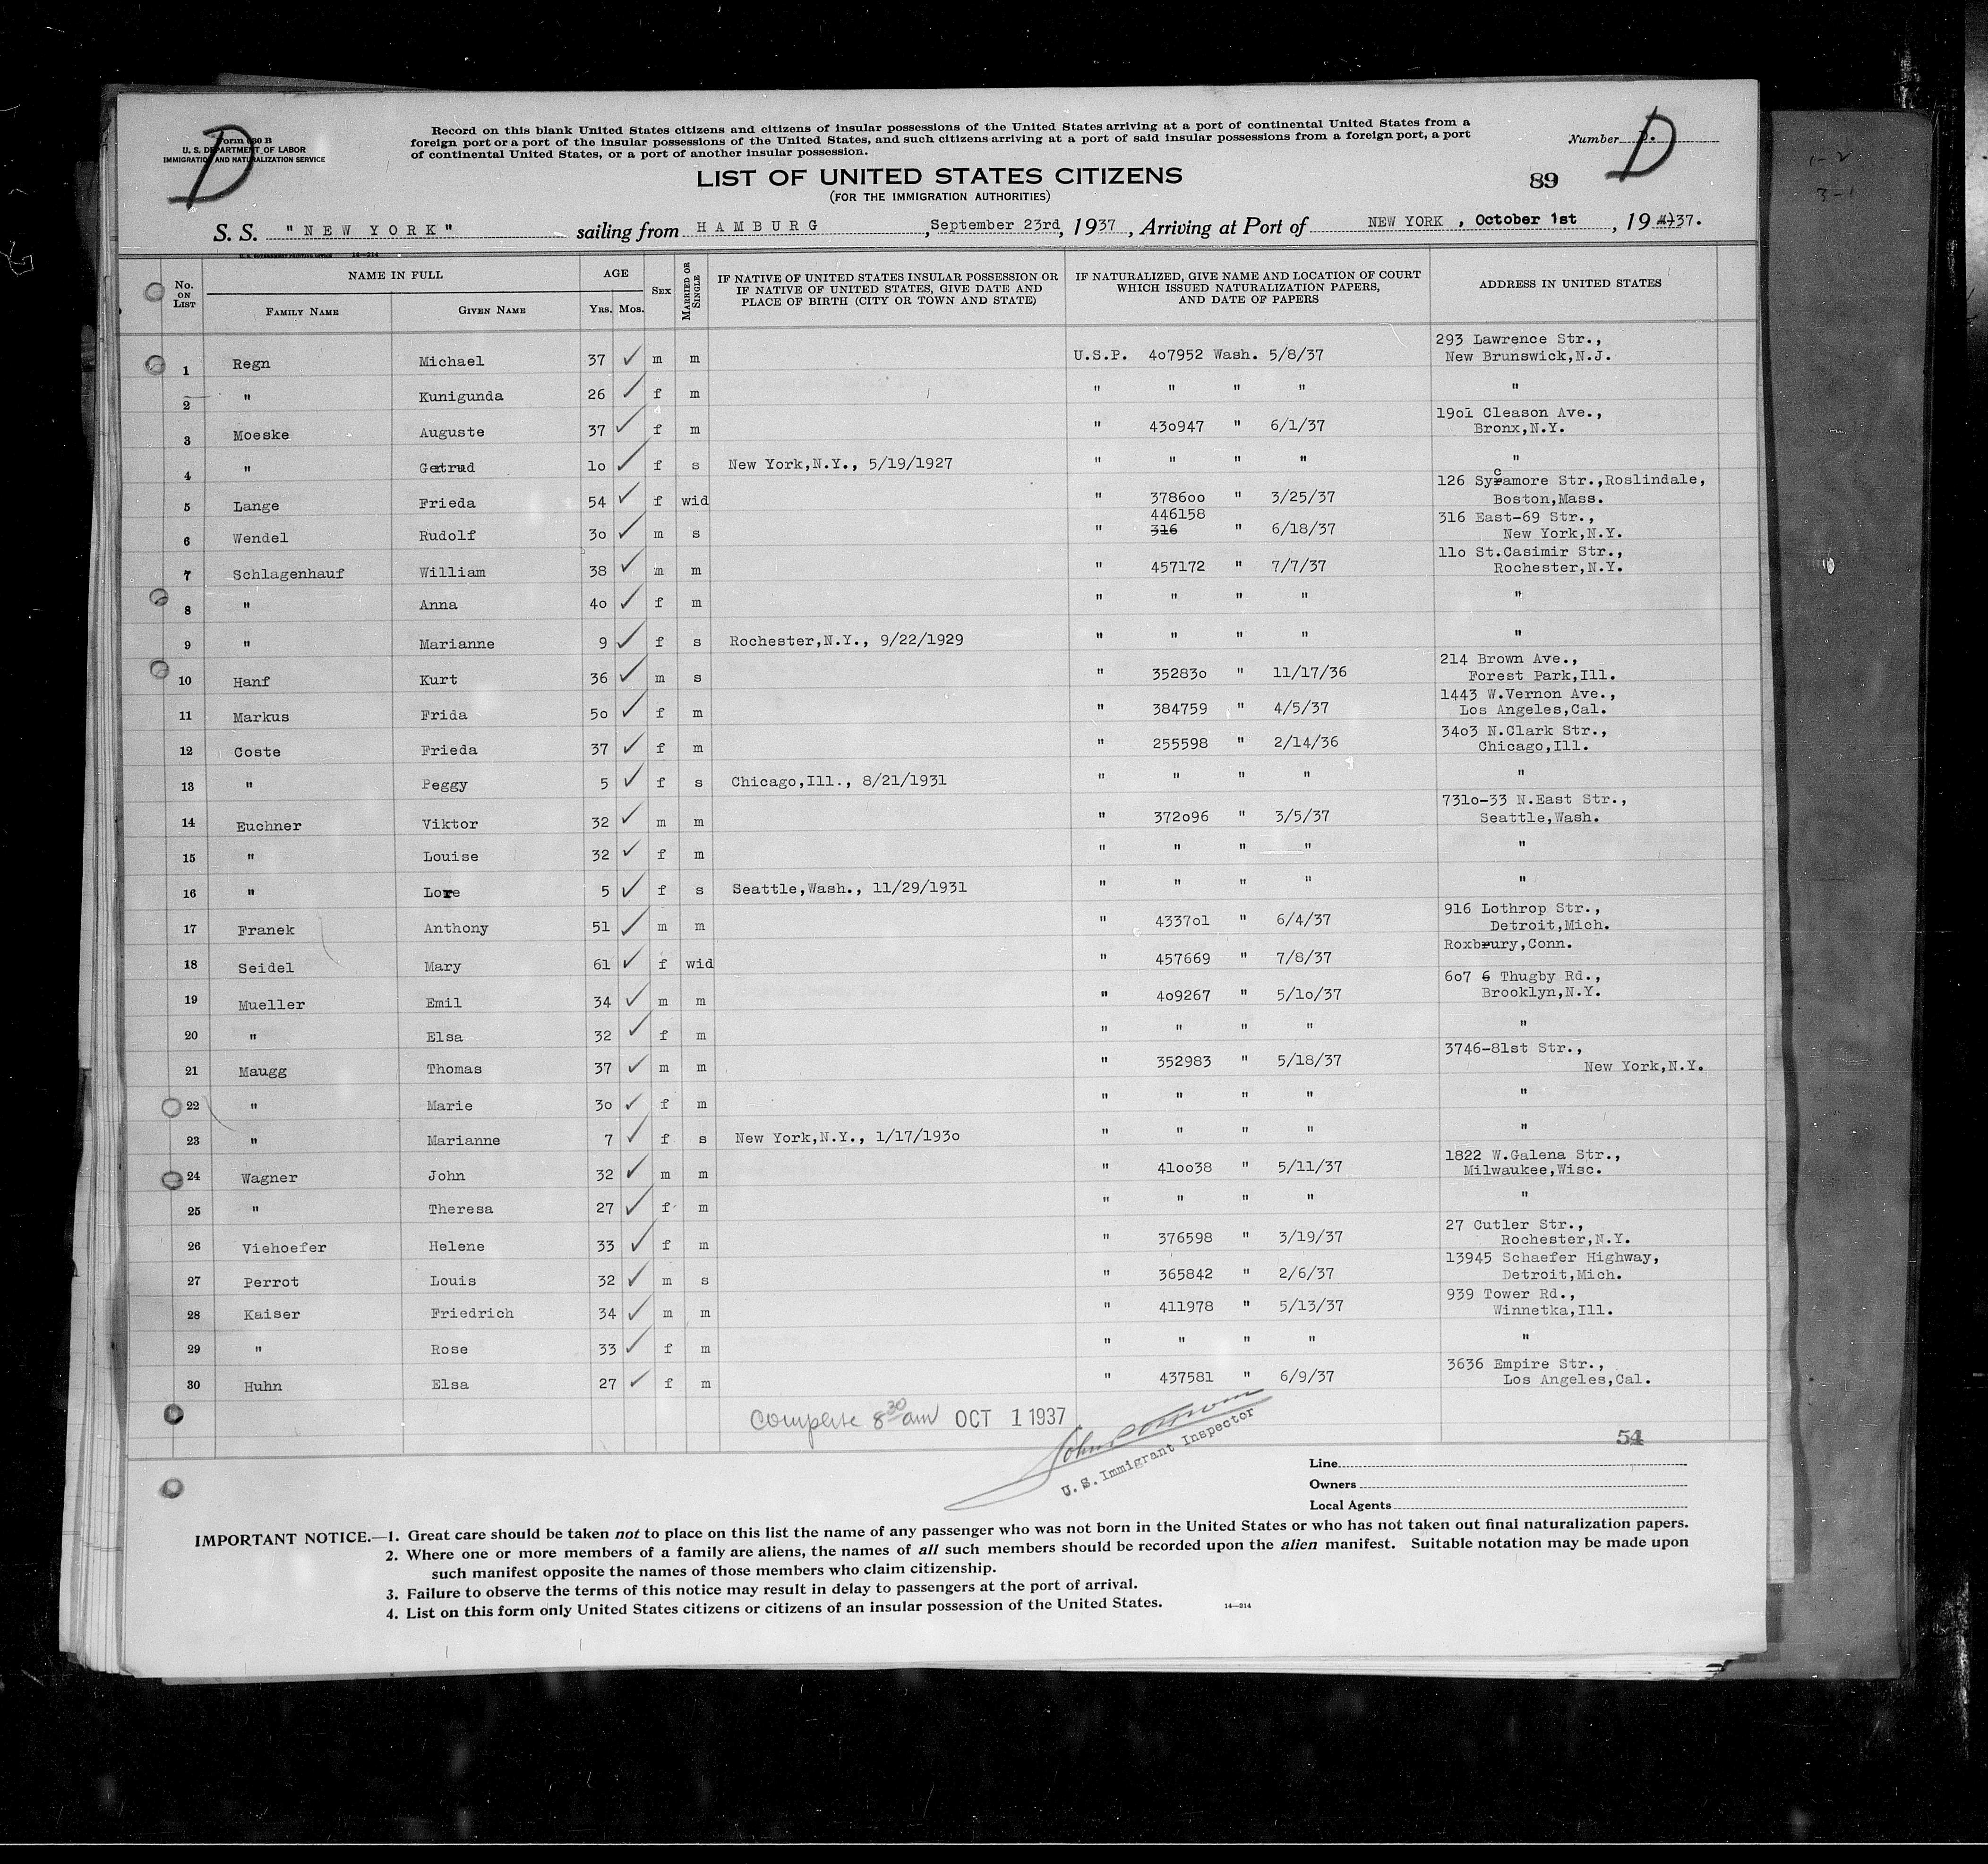 Form 630 B
U. S. DEPARTMENT OF LABOR
IMMIGRATION AND NATURALIZATION SERVICE
D
Record on this blank United States citizens and citizens of insular possessions of the United States arriving at a port of continental United States from a
foreign port or a port of the insular possessions of the United States, and such citizens arriving at a port of said insular possessions from a foreign port, a port
of continental United States, or a port of another insular possession.
Number D.
D
LIST OF UNITED STATES CITIZENS
(FOR THE IMMIGRATION AUTHORITIES)
89
S. S. "NEW YORK" sailing from HAMBURG, September 23rd, 1937, Arriving at Port of NEW YORK, October 1st, 1937.
No. ON LIST NAME IN FULL AGE SEX MARRIED OR SINGLE IF NATIVE OF UNITED STATES INSULAR POSSESSION OR IF NATIVE OF UNITED STATES, GIVE DATE AND PLACE OF BIRTH (CITY OR TOWN AND STATE) IF NATURALIZED, GIVE NAME AND LOCATION OF COURT WHICH ISSUED NATURALIZATION PAPERS, AND DATE OF PAPERS ADDRESS IN UNITED STATES
FAMILY NAME GIVEN NAME YRS. MOS.
1 Regn Michael 37 ✓ m m U.S.P. 407952 Wash. 5/8/37 293 Lawrence Str., New Brunswick,N.J.
2 " Kunigunda 26 ✓ f m " " " " "
3 Moeske Auguste 37 ✓ f m " 430947 " 6/1/37 1901 Cleason Ave., Bronx,N.Y.
4 " Getrud 10 ✓ f s New York,N.Y., 5/19/1927 " " " " "
5 Lange Frieda 54 ✓ f wid " 378600 " 3/25/37 126 Sycamore Str.,Roslindale, Boston,Mass.
6 Wendel Rudolf 30 ✓ m s " 446158 316 " 6/18/37 316 East-69 Str., New York,N.Y.
7 Schlagenhauf William 38 ✓ m m " 457172 " 7/7/37 110 St.Casimir Str., Rochester,N.Y.
8 " Anna 40 ✓ f m " " " " "
9 " Marianne 9 ✓ f s Rochester,N.Y., 9/22/1929 " " " " "
10 Hanf Kurt 36 ✓ m s " 352830 " 11/17/36 214 Brown Ave., Forest Park,Ill.
11 Markus Frida 50 ✓ f m " 384759 " 4/5/37 1443 W.Vernon Ave., Los Angeles,Cal.
12 Coste Frieda 37 ✓ f m " 255598 " 2/14/36 3403 N.Clark Str., Chicago,Ill.
13 " Peggy 5 ✓ f s Chicago,Ill., 8/21/1931 " " " " "
14 Euchner Viktor 32 ✓ m m " 372096 " 3/5/37 7310-33 N.East Str., Seattle,Wash.
15 " Louise 32 ✓ f m " " " " "
16 " Lore 5 ✓ f s Seattle,Wash., 11/29/1931 " " " " "
17 Franek Anthony 51 ✓ m m " 433701 " 6/4/37 916 Lothrop Str., Detroit,Mich.
18 Seidel Mary 61 ✓ f wid " 457669 " 7/8/37 Roxbrury,Conn.
19 Mueller Emil 34 ✓ m m " 409267 " 5/10/37 607 6 Thugby Rd., Brooklyn,N.Y.
20 " Elsa 32 ✓ f m " " " " "
21 Maugg Thomas 37 ✓ m m " 352983 " 5/18/37 3746-81st Str., New York,N.Y.
22 " Marie 30 ✓ f m " " " " "
23 " Marianne 7 ✓ f s New York,N.Y., 1/17/1930 " " " " "
24 Wagner John 32 ✓ m m " 410038 " 5/11/37 1822 W.Galena Str., Milwaukee,Wisc.
25 " Theresa 27 ✓ f m " " " " "
26 Viehoefer Helene 33 ✓ f m " 376598 " 3/19/37 27 Cutler Str., Rochester,N.Y.
27 Perrot Louis 32 ✓ m s " 365842 " 2/6/37 13945 Schaefer Highway, Detroit,Mich.
28 Kaiser Friedrich 34 ✓ m m " 411978 " 5/13/37 939 Tower Rd., Winnetka,Ill.
29 " Rose 33 ✓ f m " " " " "
30 Huhn Elsa 27 ✓ f m " 437581 " 6/9/37 3636 Empire Str., Los Angeles,Cal.
Complete 8 30 am OCT 1 1937
John
U. S. Immigrant Inspector
54
Line
Owners
Local Agents
IMPORTANT NOTICE.—1. Great care should be taken not to place on this list the name of any passenger who was not born in the United States or who has not taken out final naturalization papers.
2. Where one or more members of a family are aliens, the names of all such members should be recorded upon the alien manifest. Suitable notation may be made upon
such manifest opposite the names of those members who claim citizenship.
3. Failure to observe the terms of this notice may result in delay to passengers at the port of arrival.
4. List on this form only United States citizens or citizens of an insular possession of the United States.
14—214